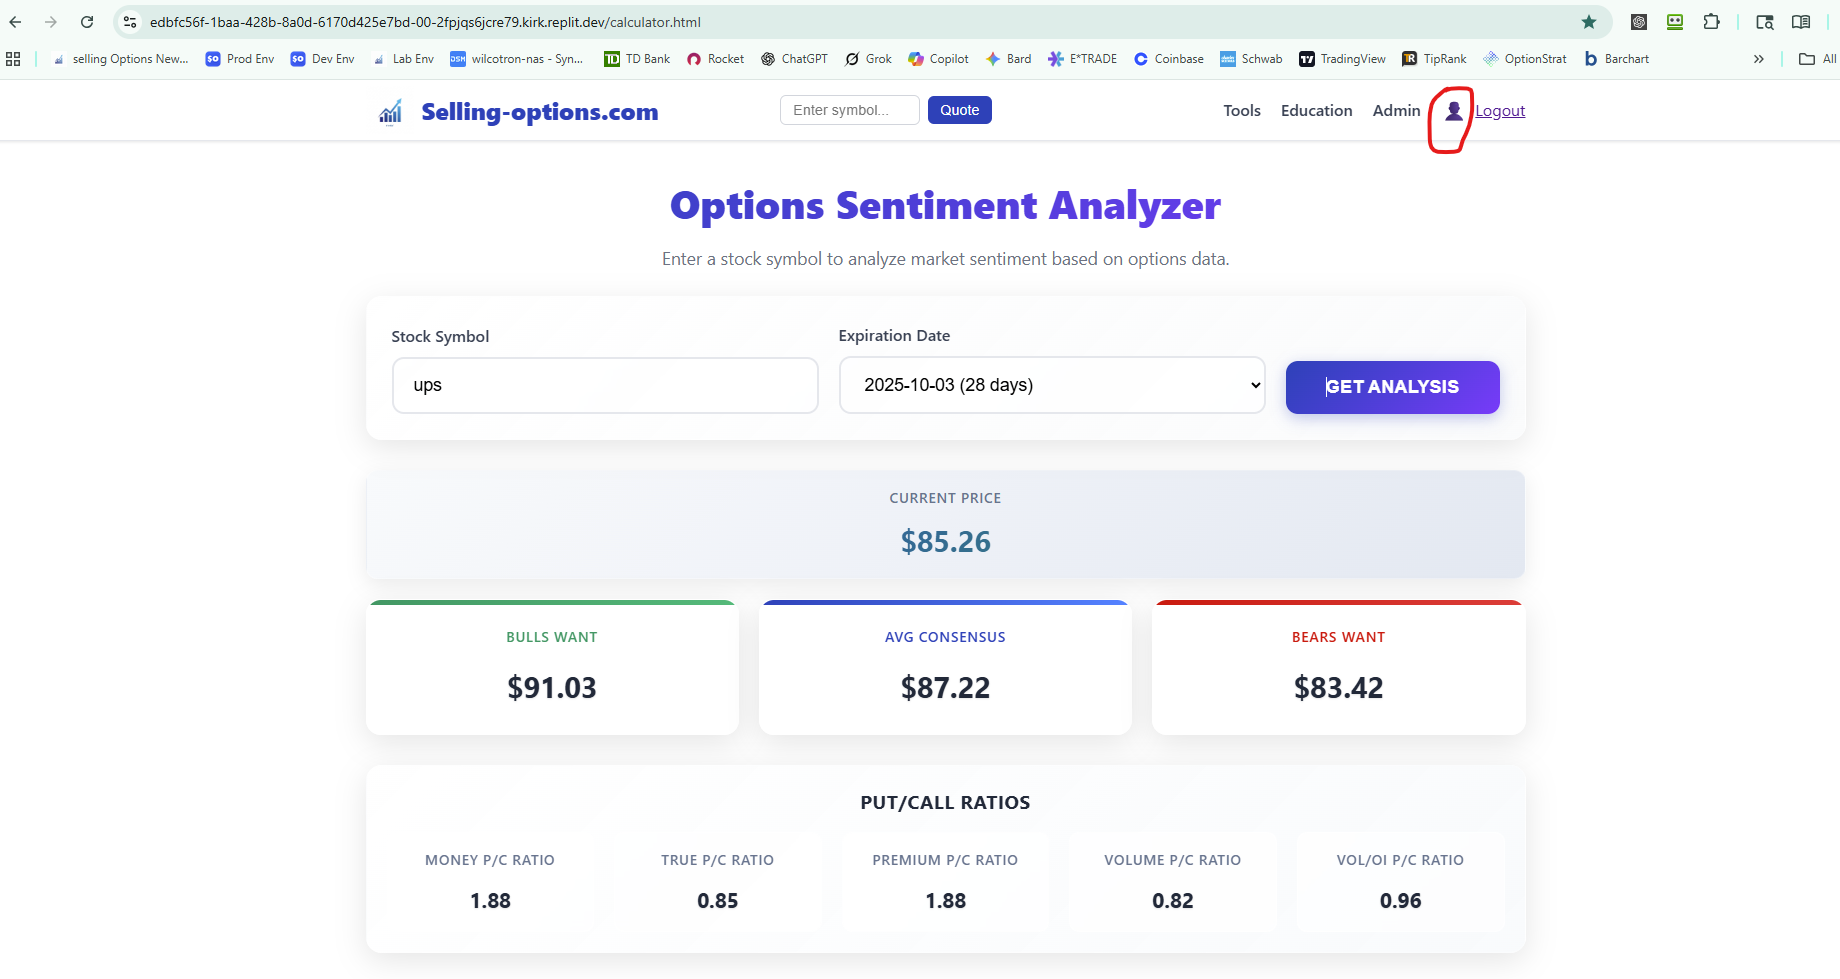 edbfc56f-1baa-428b-8a0d-6170d425e7bd-00-2fpjqs6jcre79.kirk.replit.dev/calculator.html
selling Options New... Prod Env Dev Env Lab Env wilcotron-nas - Syn... TD Bank Rocket ChatGPT Grok Copilot Bard E*TRADE Coinbase Schwab TradingView TipRank OptionStrat Barchart » All
Selling-options.com Enter symbol... Quote Tools Education Admin Logout
Options Sentiment Analyzer
Enter a stock symbol to analyze market sentiment based on options data.
Stock Symbol Expiration Date
ups 2025-10-03 (28 days) GET ANALYSIS
CURRENT PRICE
$85.26
BULLS WANT AVG CONSENSUS BEARS WANT
$91.03 $87.22 $83.42
PUT/CALL RATIOS
MONEY P/C RATIO TRUE P/C RATIO PREMIUM P/C RATIO VOLUME P/C RATIO VOL/OI P/C RATIO
1.88 0.85 1.88 0.82 0.96